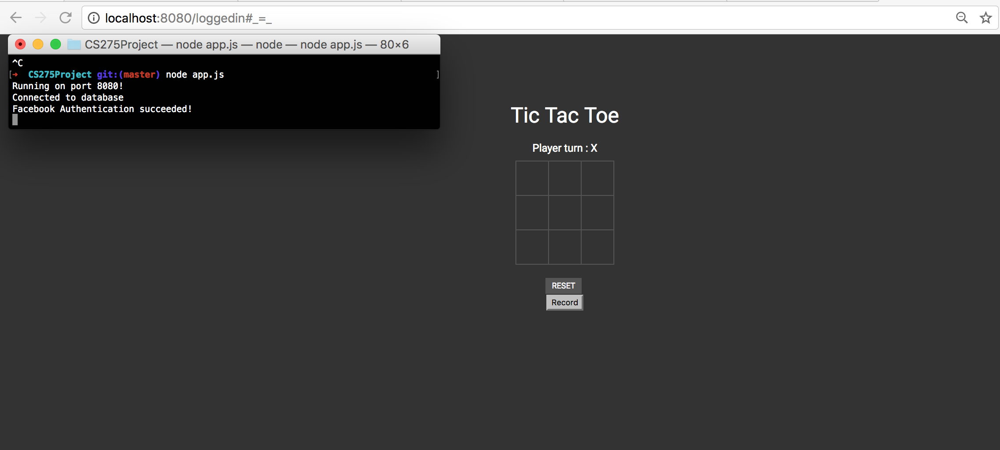 localhost:8080/loggedin#_=_
CS275Project — node app.js — node — node app.js — 80×6
^C
[➜  CS275Project git:(master) node app.js ]
Running on port 8080!
Connected to database
Facebook Authentication succeeded!
Tic Tac Toe
Player turn : X
RESET
Record